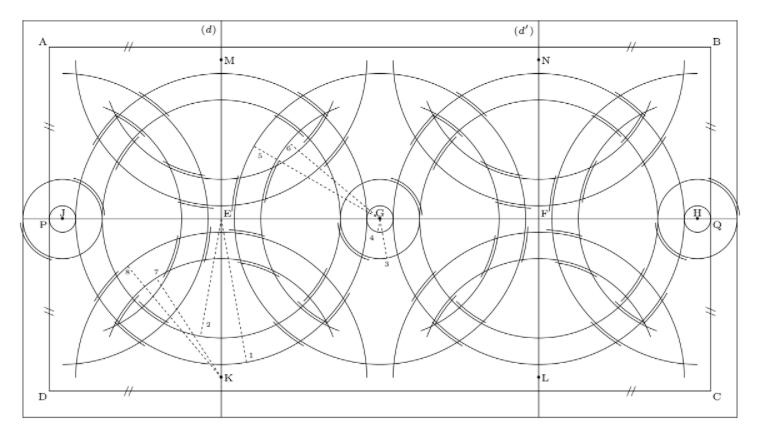 (d) (d′)
A B
M N
5 6
J E G F H
P Q
4
3
8 7
2
1
K L
D C